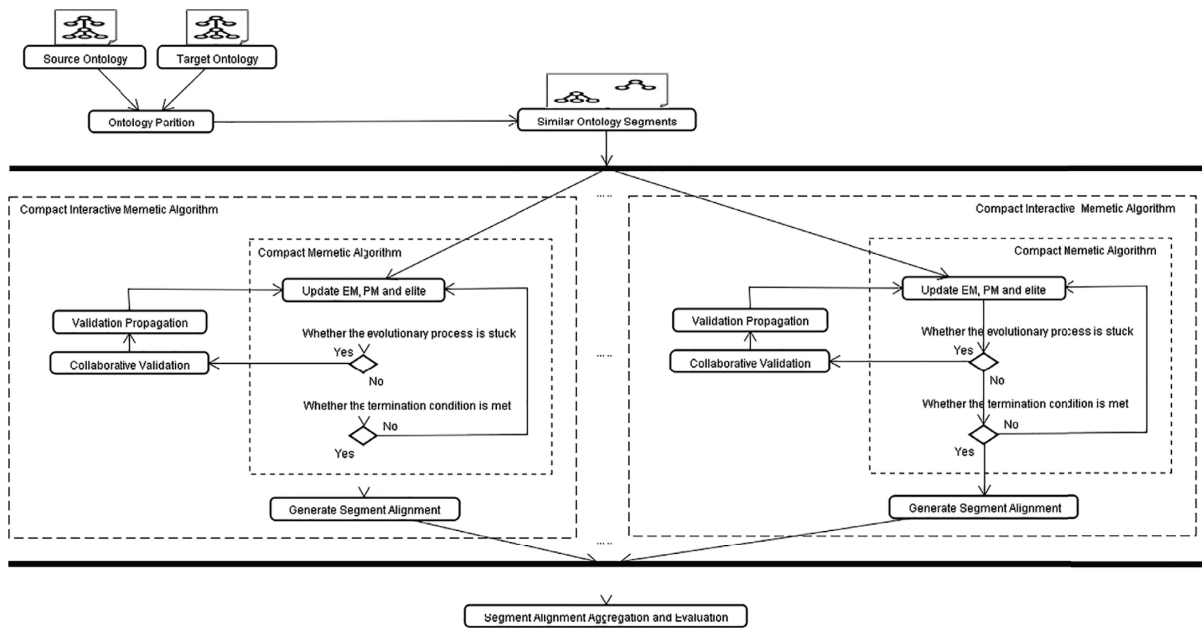 Source Ontology
Target Ontology
Ontology Parition
Similar Ontology Segments
Compact Interactive Memetic Algorithm
Compact Memetic Algorithm
Update EM, PM and elite
Validation Propagation
Whether the evolutionary process is stuck
Yes
Collaborative Validation
No
Whether the termination condition is met
No
Yes
Generate Segment Alignment
.....
.....
.....
Compact Interactive Memetic Algorithm
Compact Memetic Algorithm
Update EM, PM and elite
Validation Propagation
Whether the evolutionary process is stuck
Yes
Collaborative Validation
No
Whether the termination condition is met
No
Yes
Generate Segment Alignment
Segment Alignment Aggregation and Evaluation